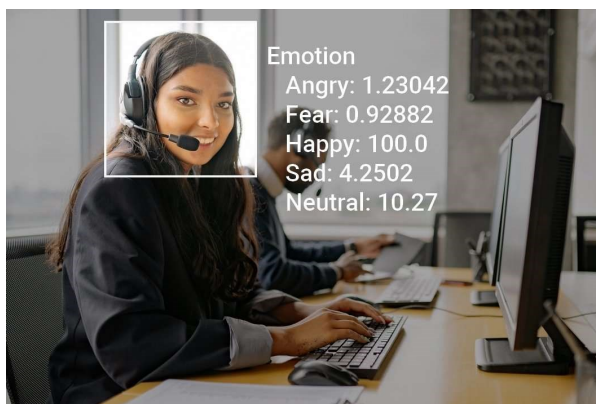 Emotion
Angry: 1.23042
Fear: 0.92882
Happy: 100.0
Sad: 4.2502
Neutral: 10.27